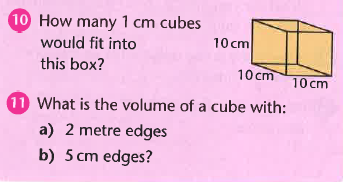 10 How many 1 cm cubes
would fit into
this box?
10 cm
10 cm
10 cm
11 What is the volume of a cube with:
a) 2 metre edges
b) 5 cm edges?